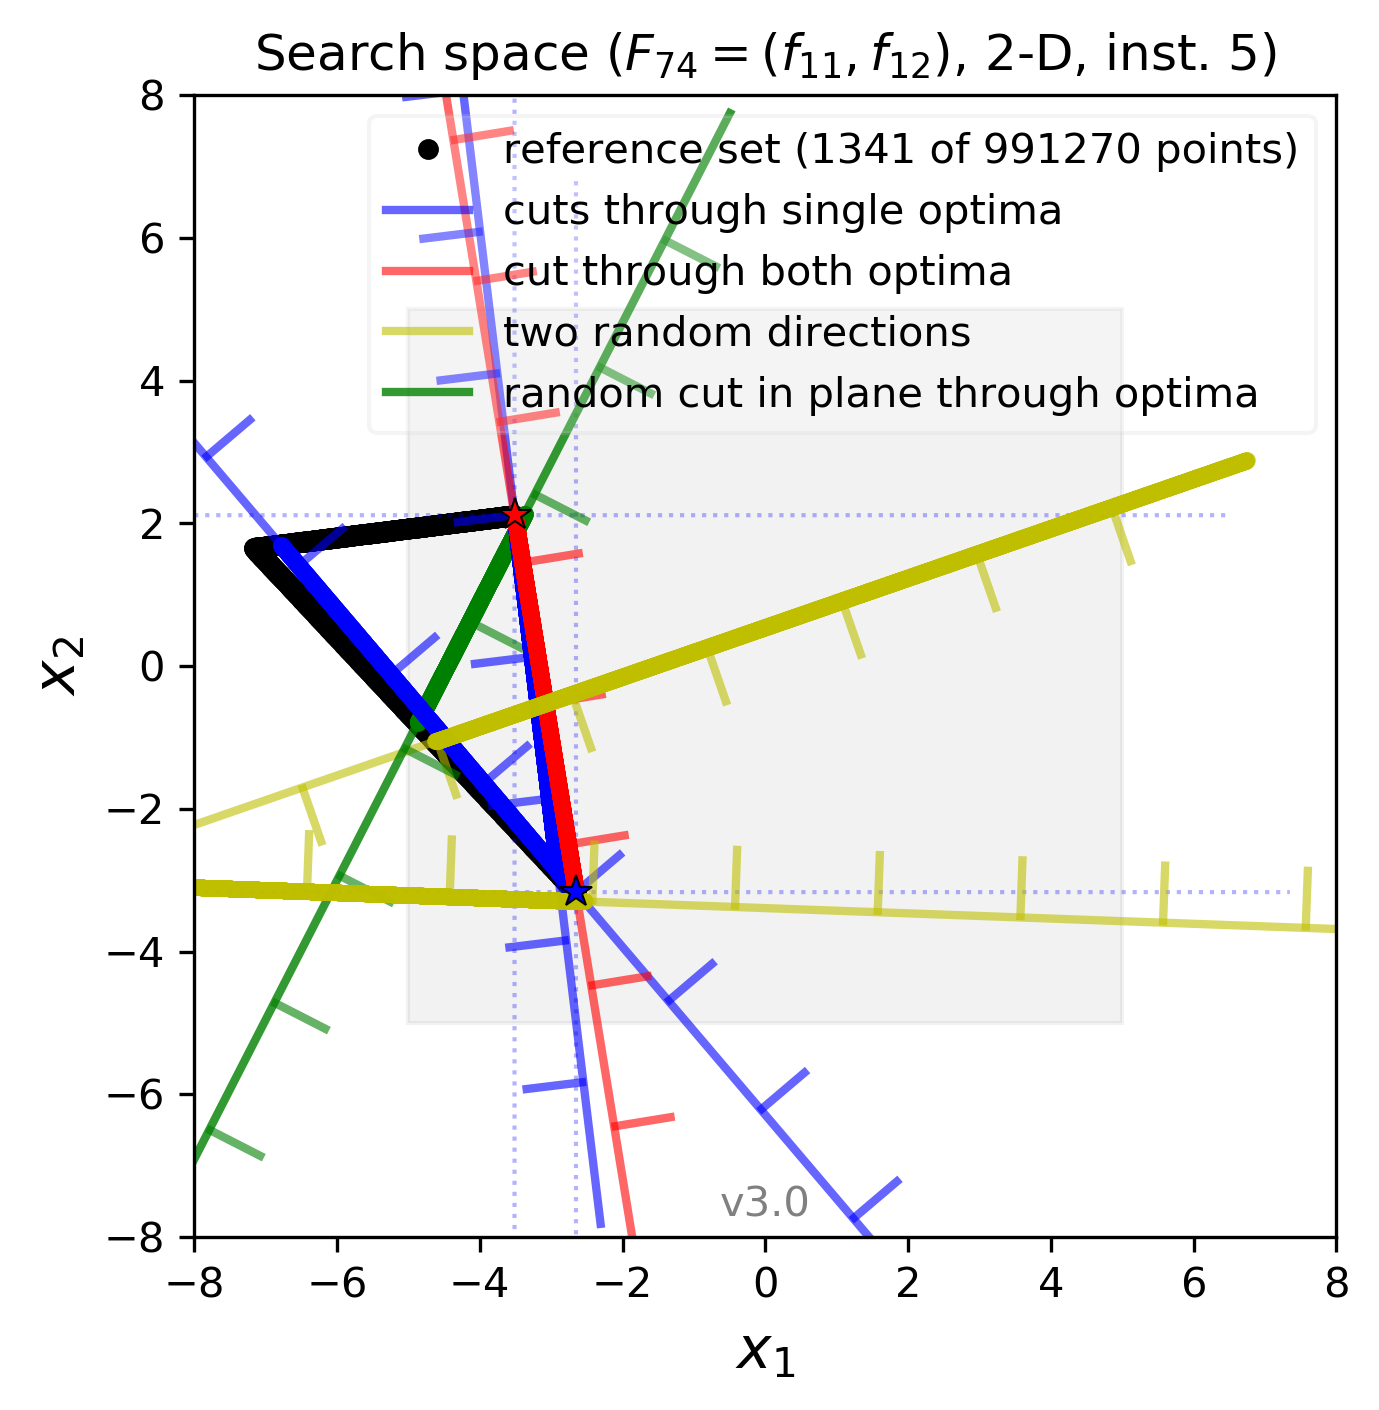 Search space (F₇₄ = (f₁₁, f₁₂), 2-D, inst. 5)
8
6
4
2
0
−2
−4
−6
−8
x₂
reference set (1341 of 991270 points)
cuts through single optima
cut through both optima
two random directions
random cut in plane through optima
v3.0
−8 −6 −4 −2 0 2 4 6 8
x₁